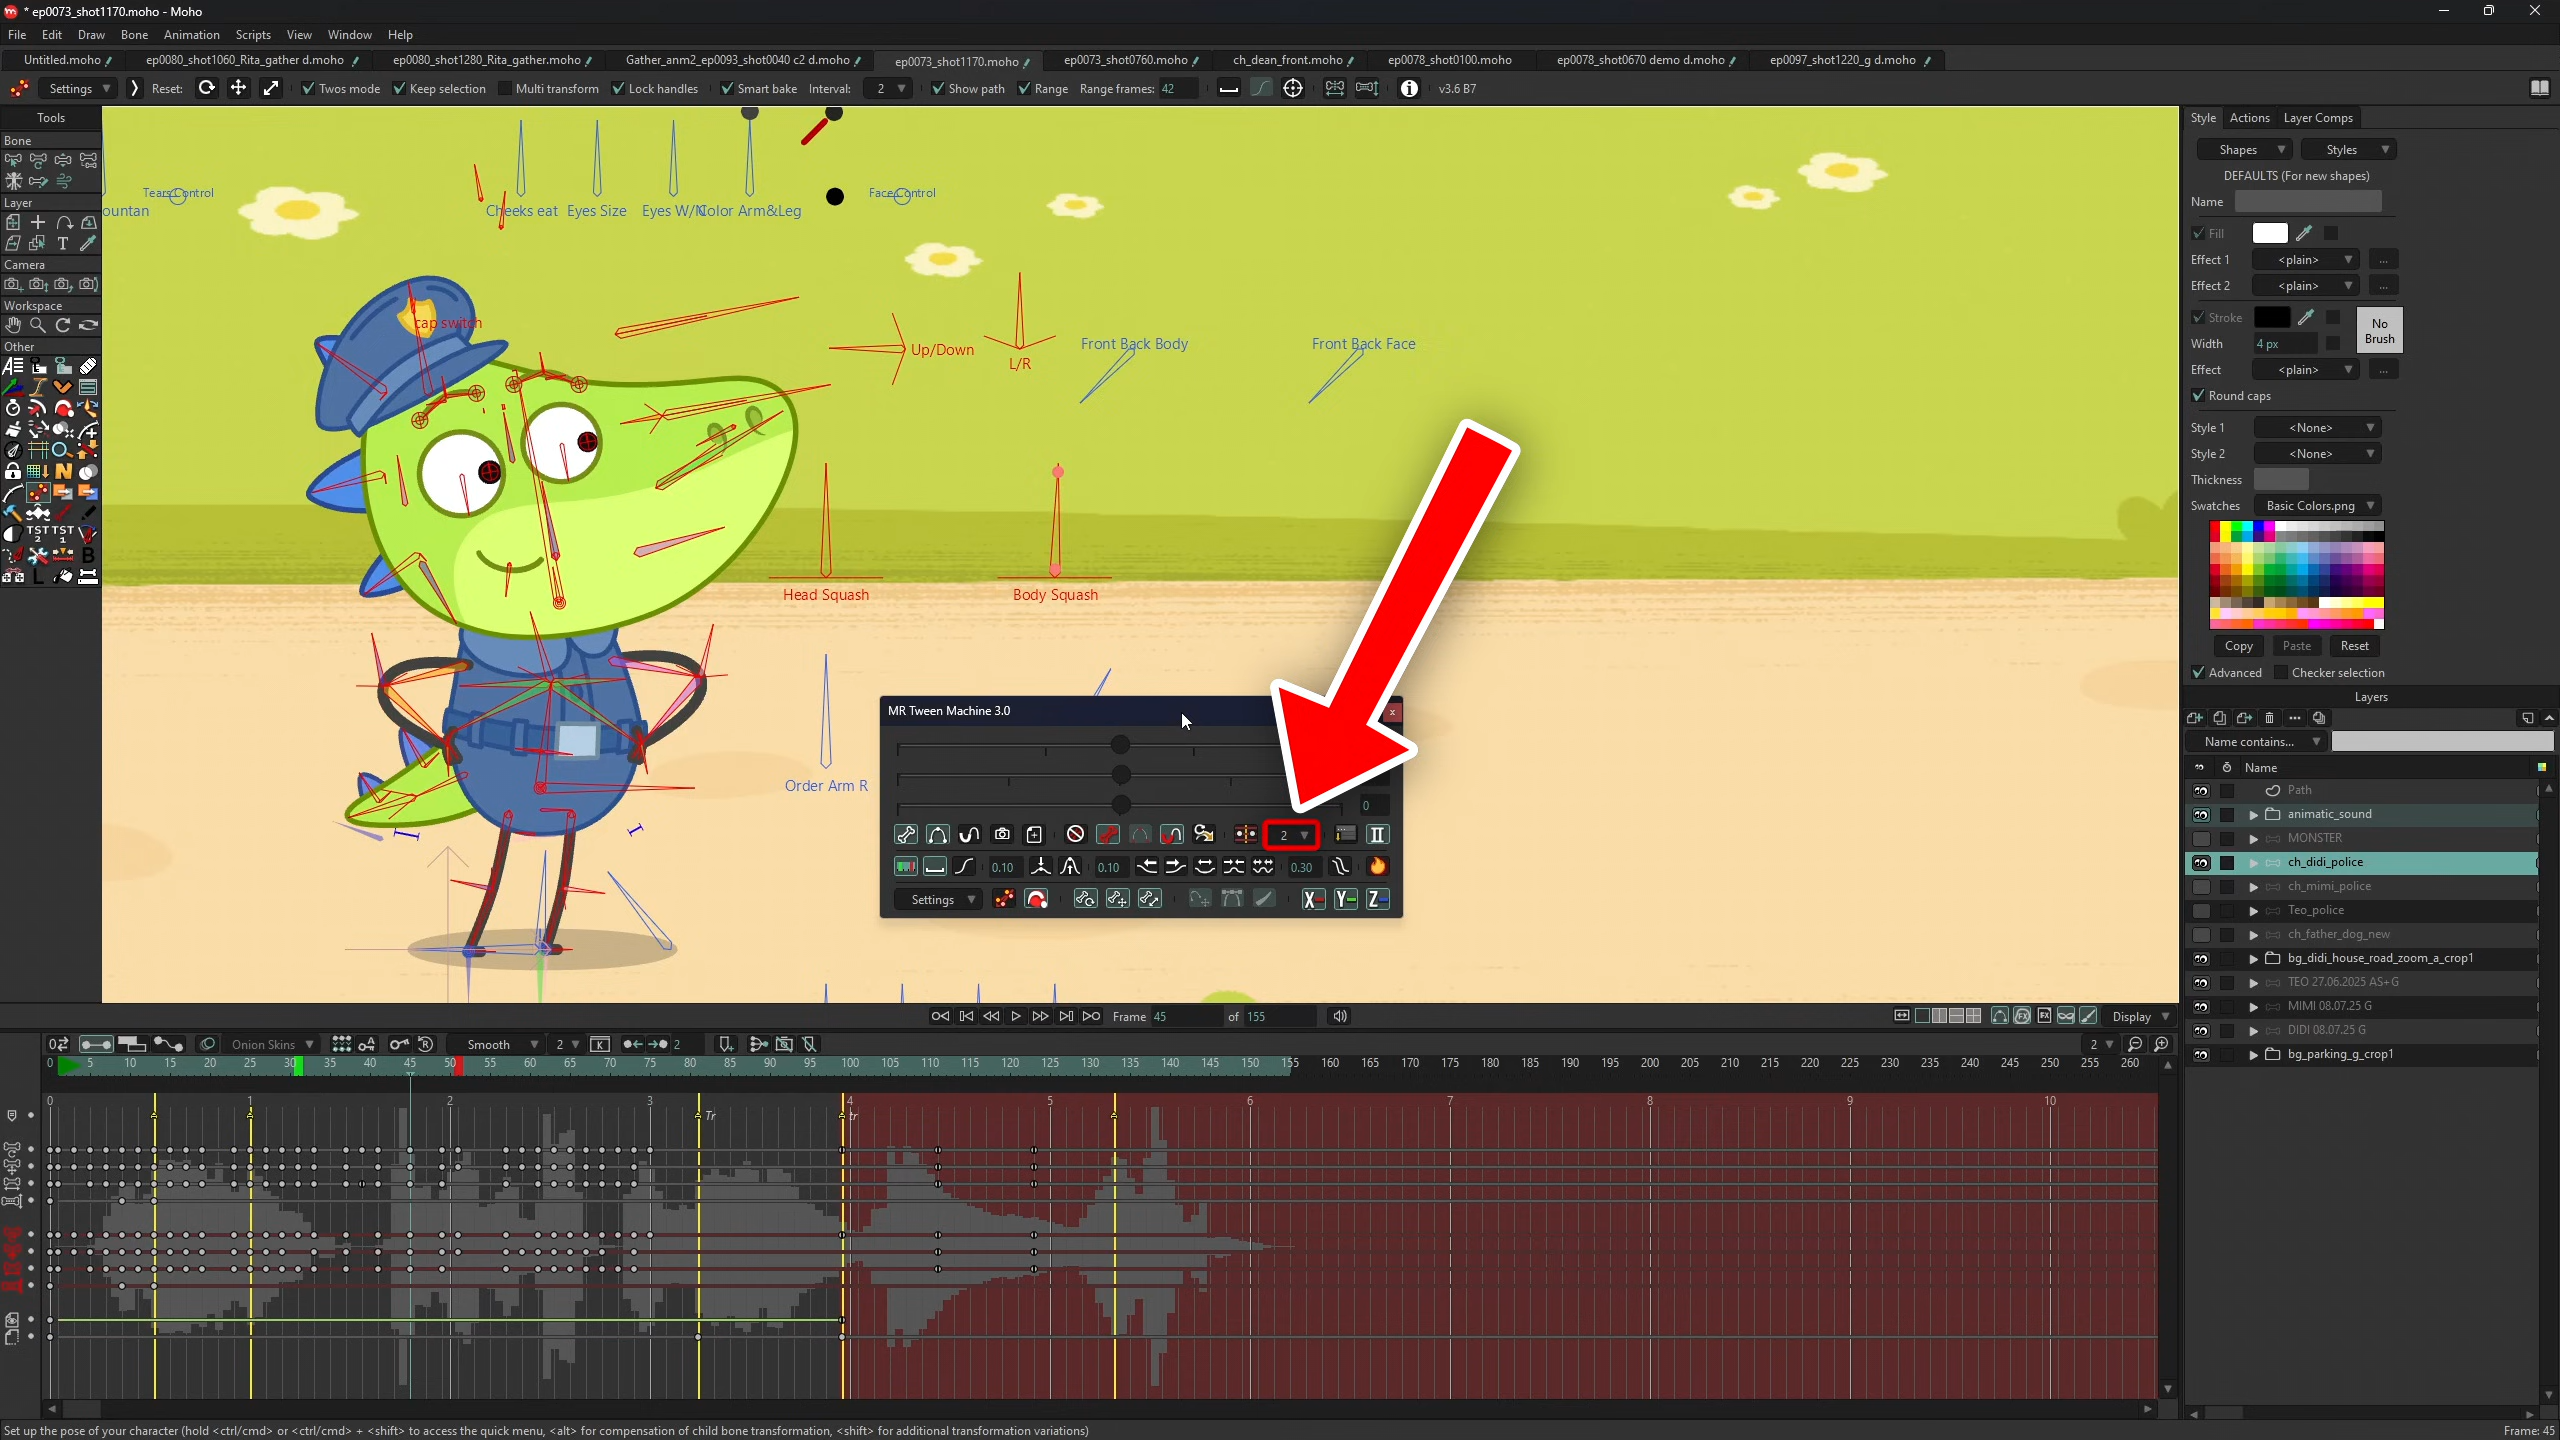 * ep0073_shot1170.moho - Moho
File Edit Draw Bone Animation Scripts View Window Help
Untitled.moho ep0080_shot1060_Rita_gather d.moho ep0080_shot1280_Rita_gather.moho Gather_anm2_ep0093_shot0040 c2 d.moho ep0073_shot1170.moho ep0073_shot0760.moho ch_dean_front.moho ep0078_shot0100.moho ep0078_shot0670 demo d.moho ep0097_shot1220_g d.moho
Settings Reset: Twos mode Keep selection Multi transform Lock handles Smart bake Interval: 2 Show path Range Range frames: 42 v3.6 B7
Tools
Bone
Layer
Camera
Workspace
Other
TST 2 TST 1
B
L
Tears Control
ountan
Cheeks eat Eyes Size Eyes W/N Color Arm&Leg
Face Control
cap switch
Up/Down
L/R
Front Back Body
Front Back Face
Head Squash
Body Squash
Order Arm R
MR Tween Machine 3.0
x
0
2
0.10 0.10 0.30
Settings X Y Z
Style Actions Layer Comps
Shapes Styles
DEFAULTS (For new shapes)
Name
Fill
Effect 1 <plain> ...
Effect 2 <plain> ...
Stroke
No Brush
Width 4 px
Effect <plain> ...
Round caps
Style 1 <None>
Style 2 <None>
Thickness
Swatches Basic Colors.png
Copy Paste Reset
Advanced Checker selection
Layers
Name contains...
Name
Path
animatic_sound
MONSTER
ch_didi_police
ch_mimi_police
Teo_police
ch_father_dog_new
bg_didi_house_road_zoom_a_crop1
TEO 27.06.2025 AS+G
MIMI 08.07.25 G
DIDI 08.07.25 G
bg_parking_g_crop1
Frame 45 of 155
Display
Onion Skins Smooth 2 K 2 2
0 5 10 15 20 25 30 35 40 45 50 55 60 65 70 75 80 85 90 95 100 105 110 115 120 125 130 135 140 145 150 155 160 165 170 175 180 185 190 195 200 205 210 215 220 225 230 235 240 245 250 255 260
0 1 2 3 4 5 6 7 8 9 10
Tr tr
Set up the pose of your character (hold <ctrl/cmd> or <ctrl/cmd> + <shift> to access the quick menu, <alt> for compensation of child bone transformation, <shift> for additional transformation variations)
Frame: 45